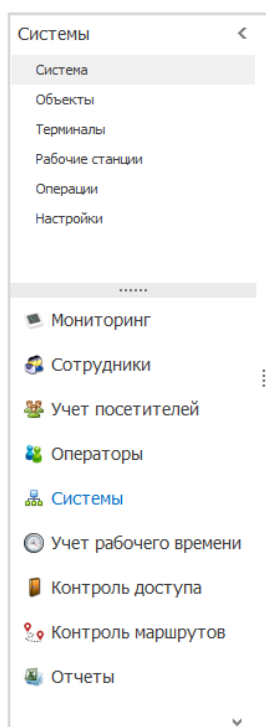 Системы
Система
Объекты
Терминалы
Рабочие станции
Операции
Настройки
Мониторинг
Сотрудники
Учет посетителей
Операторы
Системы
Учет рабочего времени
Контроль доступа
Контроль маршрутов
Отчеты